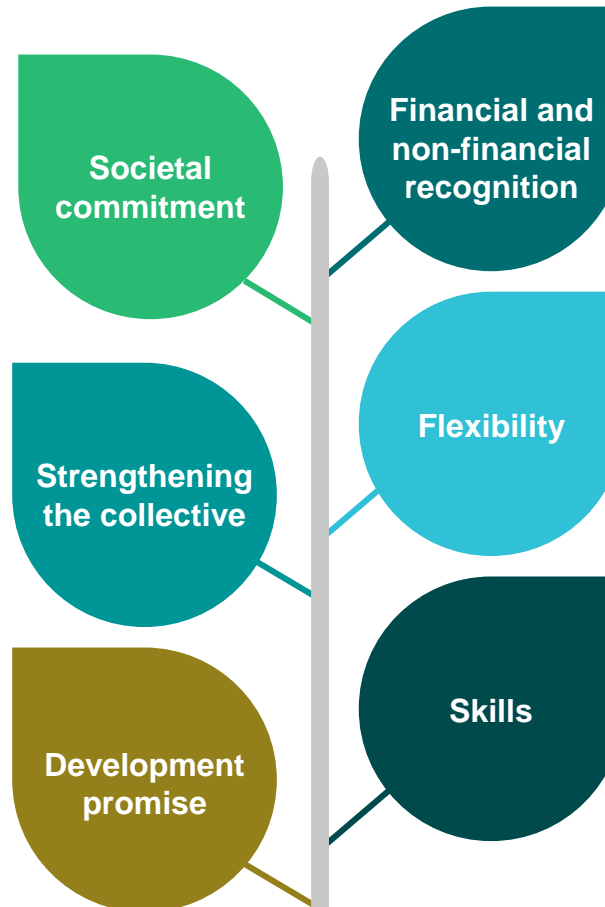 Societal
commitment
Financial and
non-financial
recognition
Strengthening
the collective
Flexibility
Development
promise
Skills